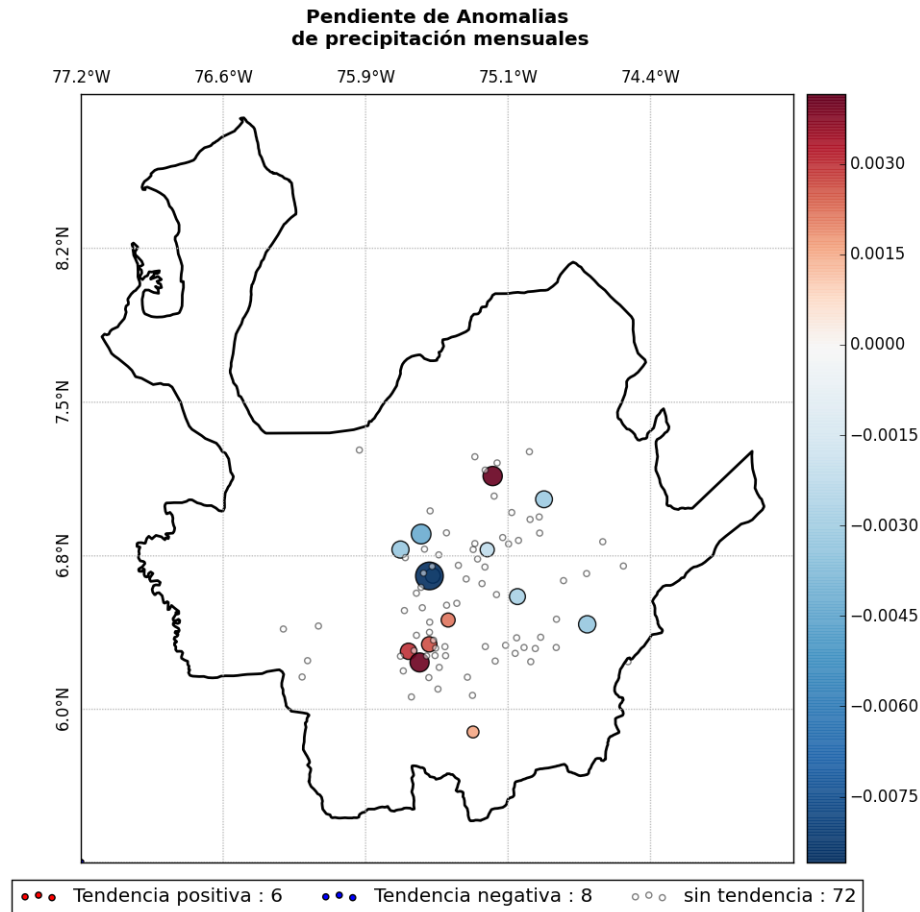 Pendiente de Anomalias
de precipitación mensuales
77.2°W 76.6°W 75.9°W 75.1°W 74.4°W
8.2°N
7.5°N
6.8°N
6.0°N
0.0030
0.0015
0.0000
−0.0015
−0.0030
−0.0045
−0.0060
−0.0075
Tendencia positiva : 6 Tendencia negativa : 8 sin tendencia : 72